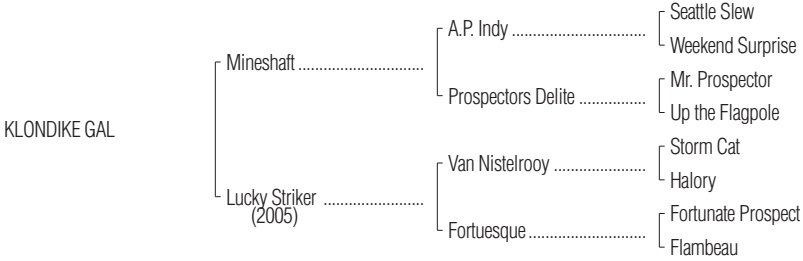 Seattle Slew
A.P. Indy ................................
Weekend Surprise
Mineshaft ..............................
Mr. Prospector
Prospectors Delite ................
Up the Flagpole
KLONDIKE GAL
Storm Cat
Van Nistelrooy ......................
Halory
Lucky Striker ........................
(2005)
Fortunate Prospect
Fortuesque ............................
Flambeau